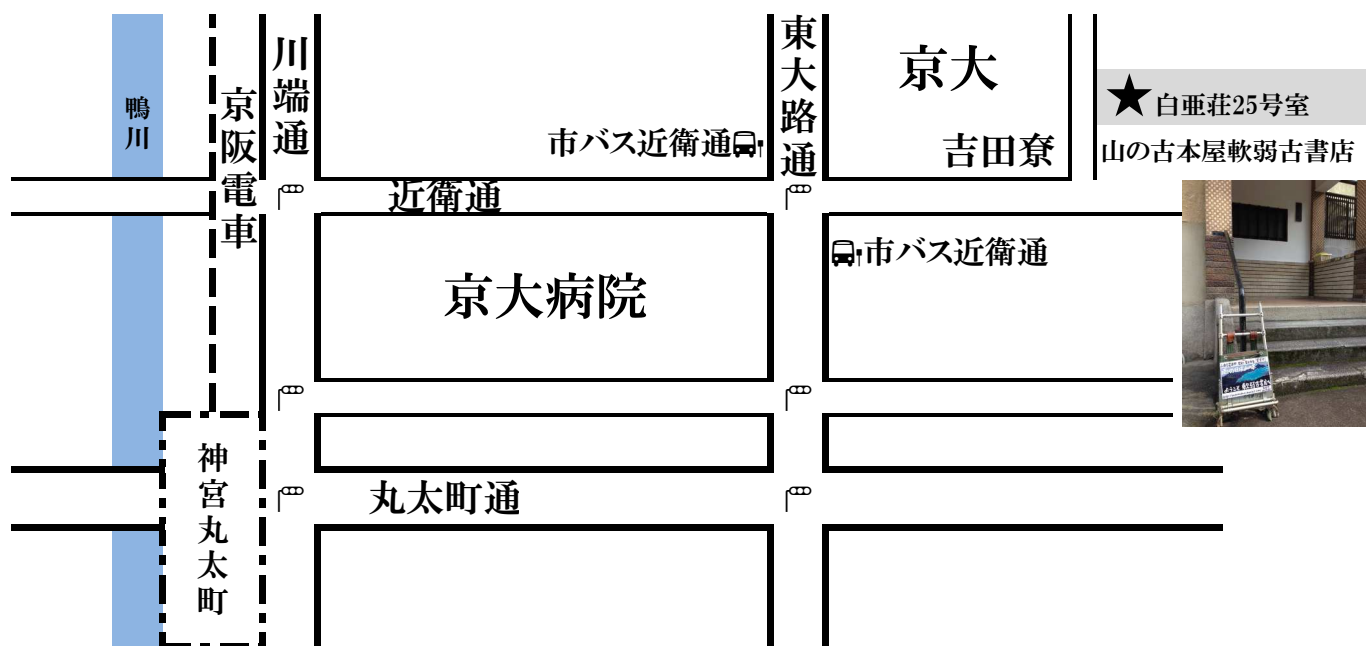 鴨川
京阪電車
川端通
東大路通
京大
吉田寮
★白亜荘25号室
山の古本屋軟弱古書店
市バス近衛通
近衛通
市バス近衛通
京大病院
神宮丸太町
丸太町通